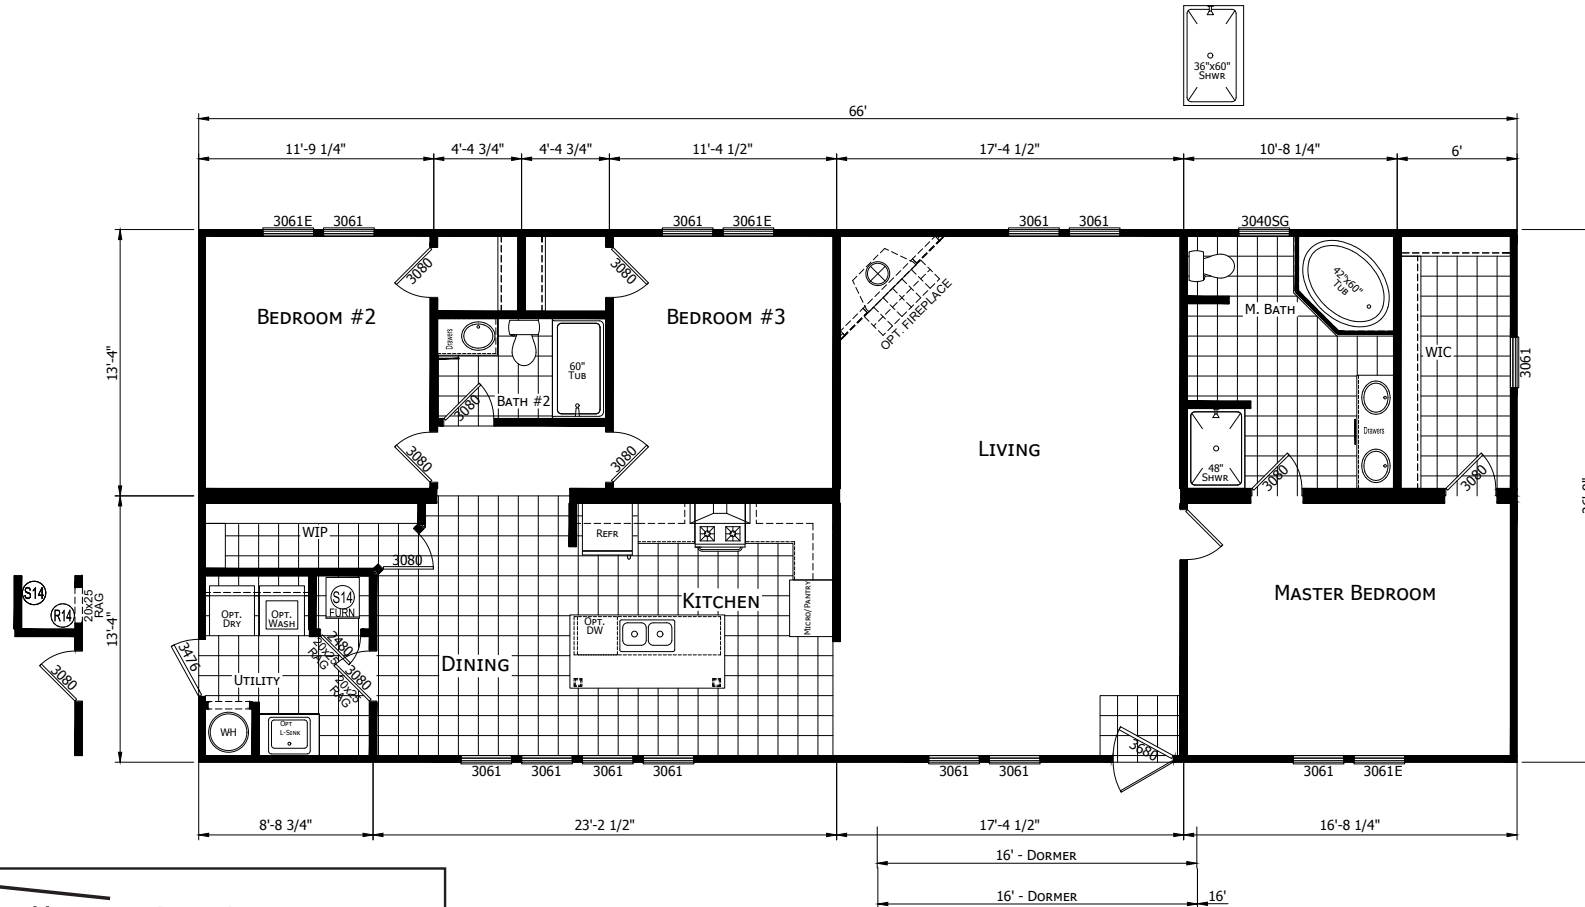 36"x60"
SHWR
66'
11'-9 1/4"
4'-4 3/4"
4'-4 3/4"
11'-4 1/2"
17'-4 1/2"
10'-8 1/4"
6'
3061E
3061
3061
3061E
3061
3061
3040SG
3080
3080
BEDROOM #2
BEDROOM #3
OPT. FIREPLACE
42"x60"
TUB
M. BATH
WIC
3061
13'-4"
Drawers
60"
TUB
BATH #2
3080
3080
3080
LIVING
Drawers
48"
SHWR
3080
3080
WIP
3080
REFR
KITCHEN
MICRO/PANTRY
MASTER BEDROOM
S14
R14
20x25
RAG
13'-4"
3080
OPT.
DRY
OPT.
WASH
S14
FURN
2480
20x25
RAG
3080
20x25
RAG
3476
UTILITY
DINING
OPT.
DW
WH
OPT
L-SINK
3680
3061
3061
3061
3061
3061
3061
3061
3061E
8'-8 3/4"
23'-2 1/2"
17'-4 1/2"
16'-8 1/4"
16' - DORMER
16' - DORMER
16'